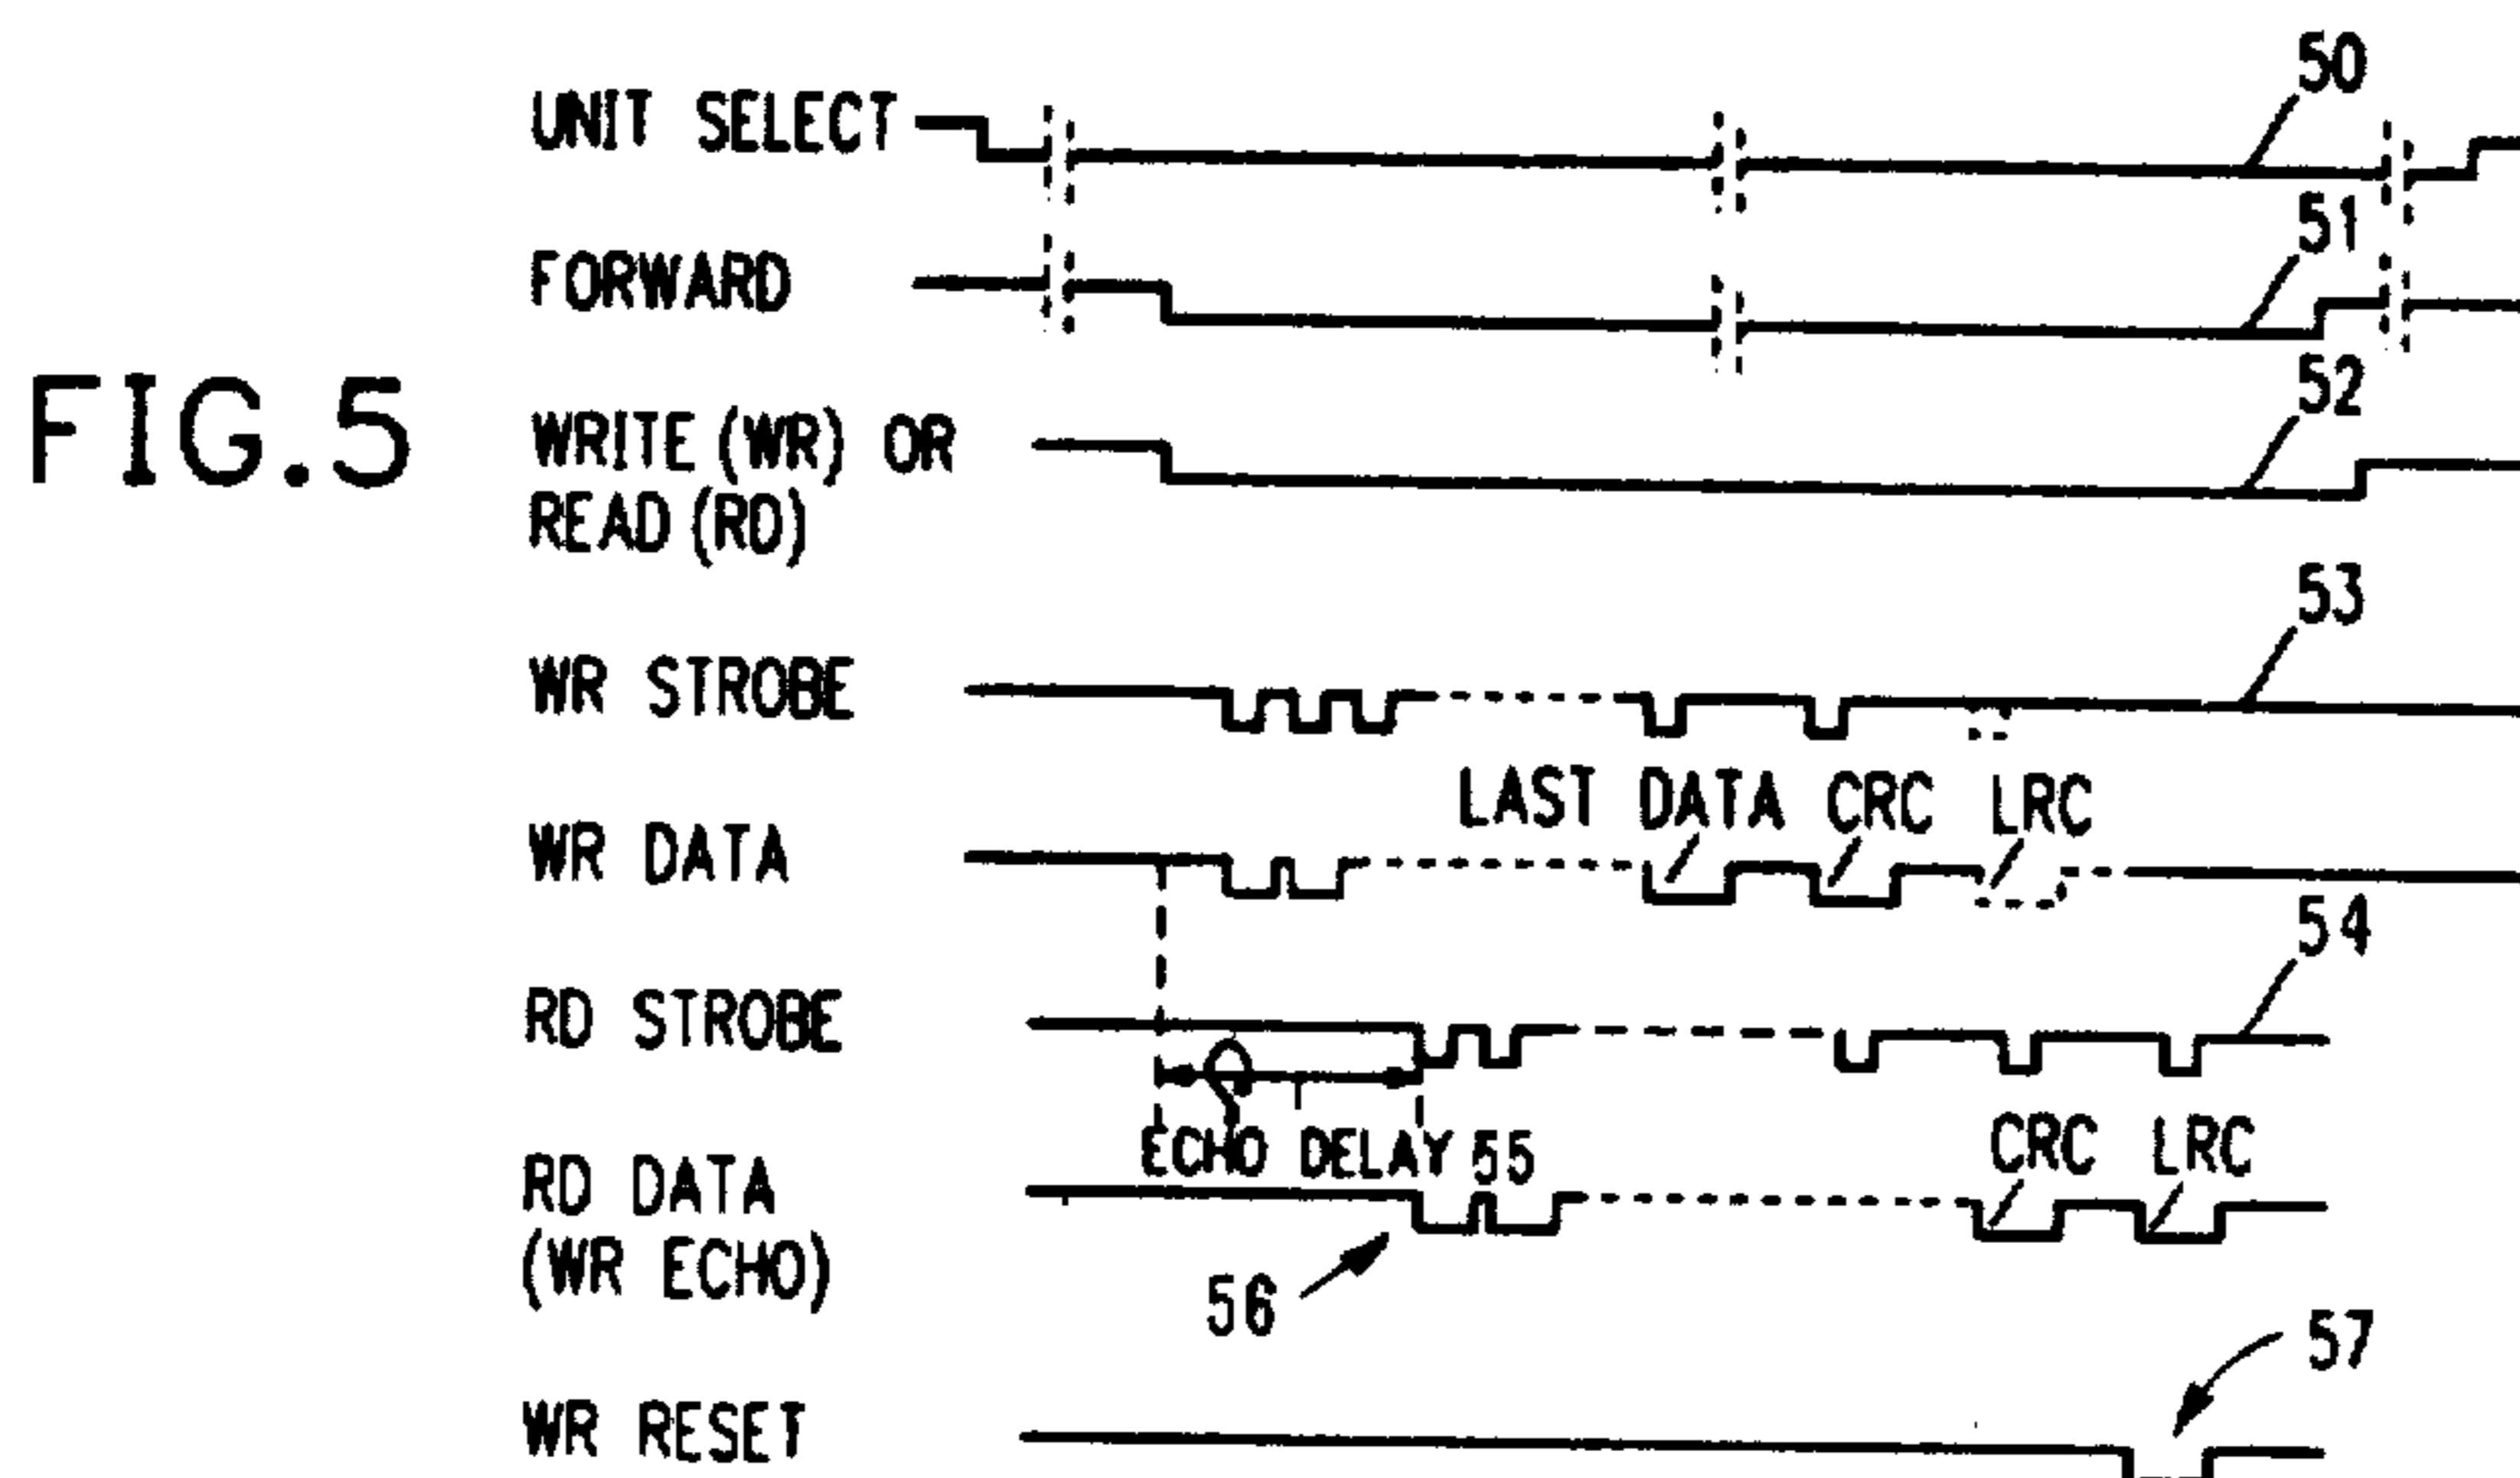 50
UNIT SELECT
51
FORWARD
FIG.5
52
WRITE (WR) OR
READ (RD)
53
WR STROBE
LAST DATA CRC LRC
WR DATA
54
RD STROBE
ECHO DELAY 55
CRC LRC
RD DATA
(WR ECHO)
56
57
WR RESET